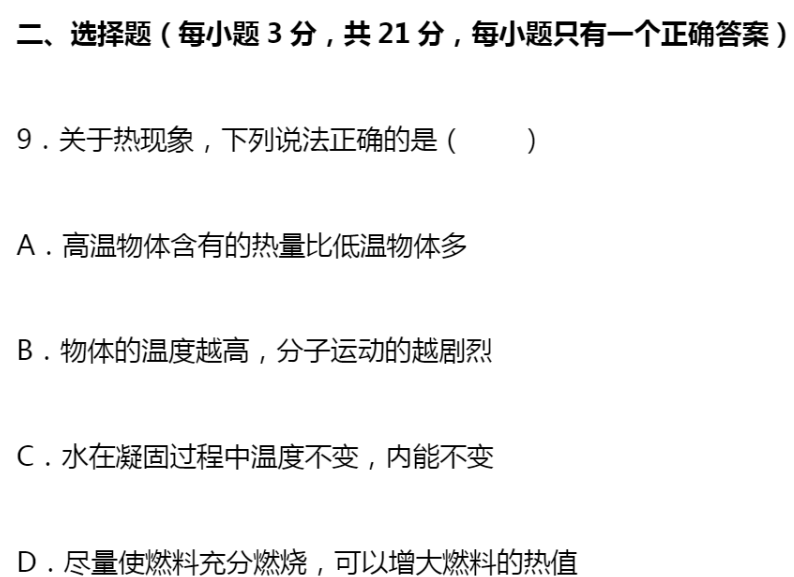 二、选择题（每小题 3 分，共 21 分，每小题只有一个正确答案）
9．关于热现象，下列说法正确的是（　　）
A．高温物体含有的热量比低温物体多
B．物体的温度越高，分子运动的越剧烈
C．水在凝固过程中温度不变，内能不变
D．尽量使燃料充分燃烧，可以增大燃料的热值